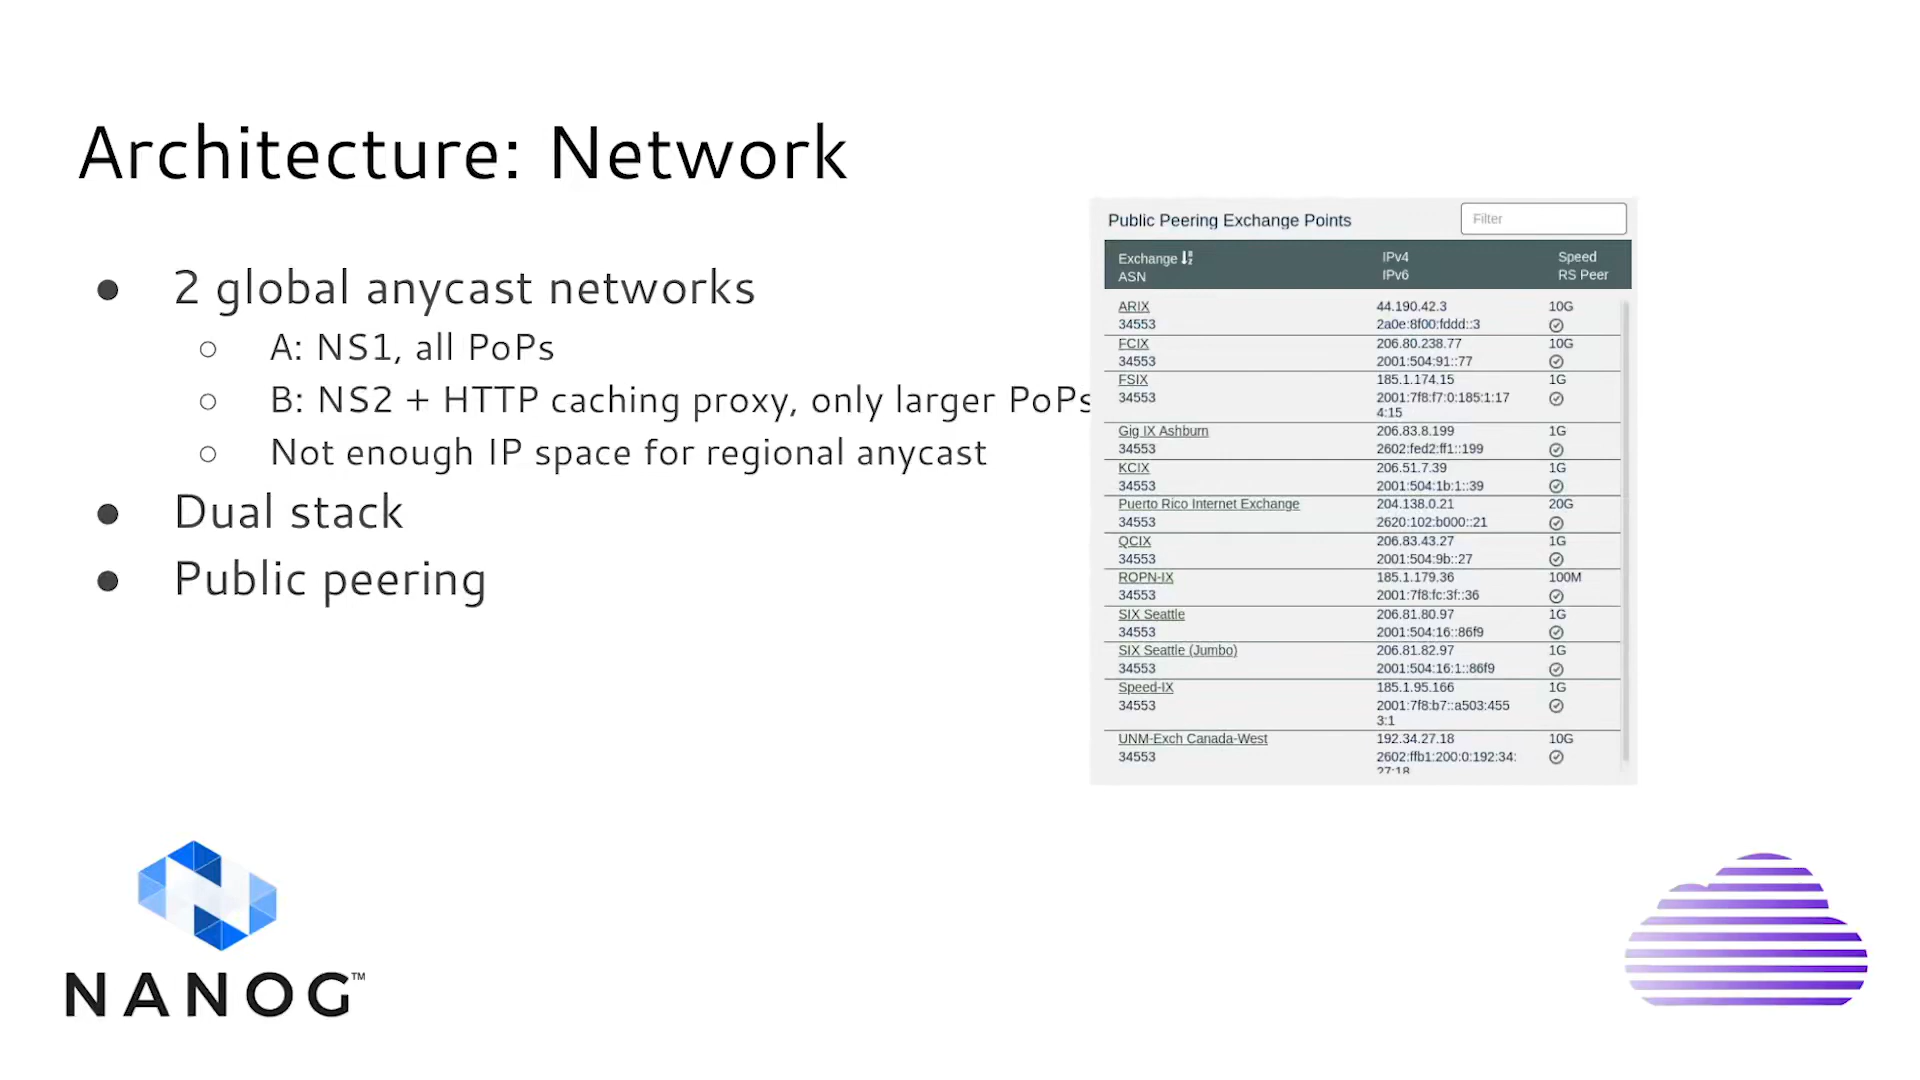 Architecture: Network
● 2 global anycast networks
○ A: NS1, all PoPs
○ B: NS2 + HTTP caching proxy, only larger PoPs
○ Not enough IP space for regional anycast
● Dual stack
● Public peering
Public Peering Exchange Points
Filter
Exchange IPv4 Speed
ASN IPv6 RS Peer
ARIX 44.190.42.3 10G
34553 2a0e:8f00:fddd::3
FCIX 206.80.238.77 10G
34553 2001:504:91::77
FSIX 185.1.174.15 1G
34553 2001:7f8:f7:0:185:1:17
4:15
Gig IX Ashburn 206.83.8.199 1G
34553 2602:fed2:ff1::199
KCIX 206.51.7.39 1G
34553 2001:504:1b:1::39
Puerto Rico Internet Exchange 204.138.0.21 20G
34553 2620:102:b000::21
QCIX 206.83.43.27 1G
34553 2001:504:9b::27
ROPN-IX 185.1.179.36 100M
34553 2001:7f8:fc:3f::36
SIX Seattle 206.81.80.97 1G
34553 2001:504:16::86f9
SIX Seattle (Jumbo) 206.81.82.97 1G
34553 2001:504:16:1::86f9
Speed-IX 185.1.95.166 1G
34553 2001:7f8:b7::a503:455
3:1
UNM-Exch Canada-West 192.34.27.18 10G
34553 2602:ffb1:200:0:192:34:
27:18
NANOG™